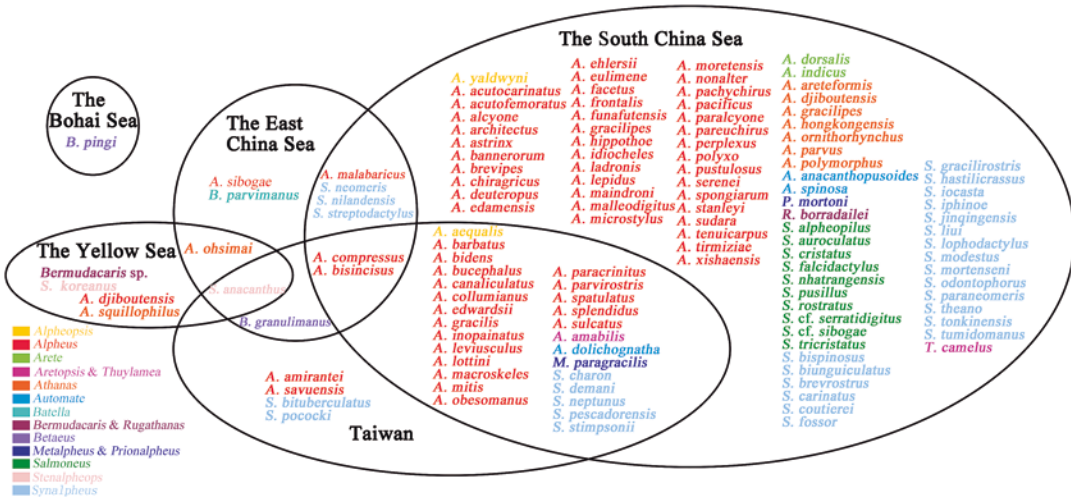 The
Bohai Sea
B. pingi
The East
China Sea
A. sibogae
B. parvimanus
A. malabaricus
S. neomeris
S. nilandensis
S. streptodactylus
A. ohsimai
A. compressus
A. bisincisus
S. anacanthus
B. granulimanus
The Yellow Sea
Bermudacaris sp.
S. koreanus
A. djiboutensis
A. squillophilus
Alpheopsis
Alpheus
Arete
Aretopsis & Thuylamea
Athanas
Automate
Batella
Bermudacaris & Rugathanas
Betaeus
Metalpheus & Prionalpheus
Salmoneus
Stenalpheops
Synalpheus
A. amirantei
A. savuensis
S. bituberculatus
S. pococki
Taiwan
A. aequalis
A. barbatus
A. bidens
A. bucephalus
A. canaliculatus
A. collumianus
A. edwardsii
A. gracilis
A. inopainatus
A. leviusculus
A. lottini
A. macroskeles
A. mitis
A. obesomanus
A. paracrinitus
A. parvirostris
A. spatulatus
A. splendidus
A. sulcatus
A. amabilis
A. dolichognatha
M. paragracilis
S. charon
S. demani
S. neptunus
S. pescadorensis
S. stimpsonii
The South China Sea
A. yaldwyni
A. acutocarinatus
A. acutofemoratus
A. alcyone
A. architectus
A. astrinx
A. bannerorum
A. brevipes
A. chiragricus
A. deuteropus
A. edamensis
A. ehlersii
A. eulimene
A. facetus
A. frontalis
A. funafutensis
A. gracilipes
A. hippothoe
A. idiocheles
A. ladronis
A. lepidus
A. maindroni
A. malleodigitus
A. microstylus
A. moretensis
A. nonalter
A. pachychirus
A. pacificus
A. paralcyone
A. pareuchirus
A. perplexus
A. polyxo
A. pustulosus
A. serenei
A. spongiarum
A. stanleyi
A. sudara
A. tenuicarpus
A. tirmiziae
A. xishaensis
A. dorsalis
A. indicus
A. areteformis
A. djiboutensis
A. gracilipes
A. hongkongensis
A. ornithorhynchus
A. parvus
A. polymorphus
A. anacanthopusoides
A. spinosa
P. mortoni
R. borradailei
S. alpheopilus
S. auroculatus
S. cristatus
S. falcidactylus
S. nhatrangensis
S. pusillus
S. rostratus
S. cf. serratidigitus
S. cf. sibogae
S. tricristatus
S. bispinosus
S. biunguiculatus
S. brevrostrus
S. carinatus
S. coutierei
S. fossor
S. gracilirostris
S. hastilicrassus
S. iocasta
S. iphinoe
S. jinqingensis
S. liui
S. lophodactylus
S. modestus
S. mortenseni
S. odontophorus
S. paraneomeris
S. theano
S. tonkinensis
S. tumidomanus
T. camelus